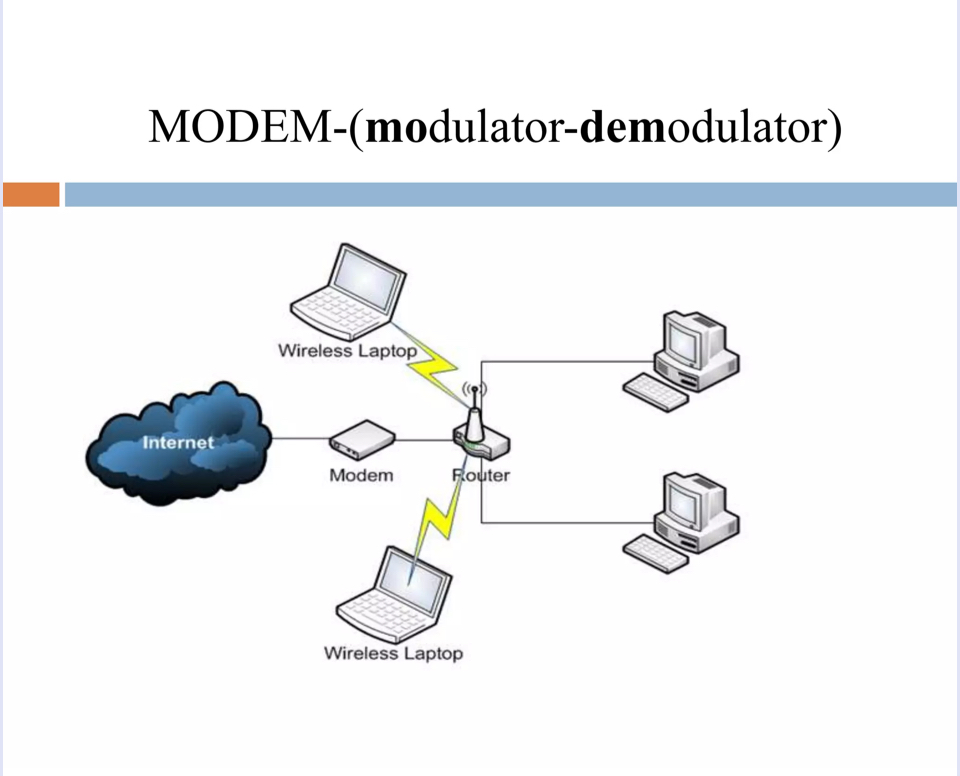 MODEM-(modulator-demodulator)
Wireless Laptop
Internet
Modem
Router
Wireless Laptop